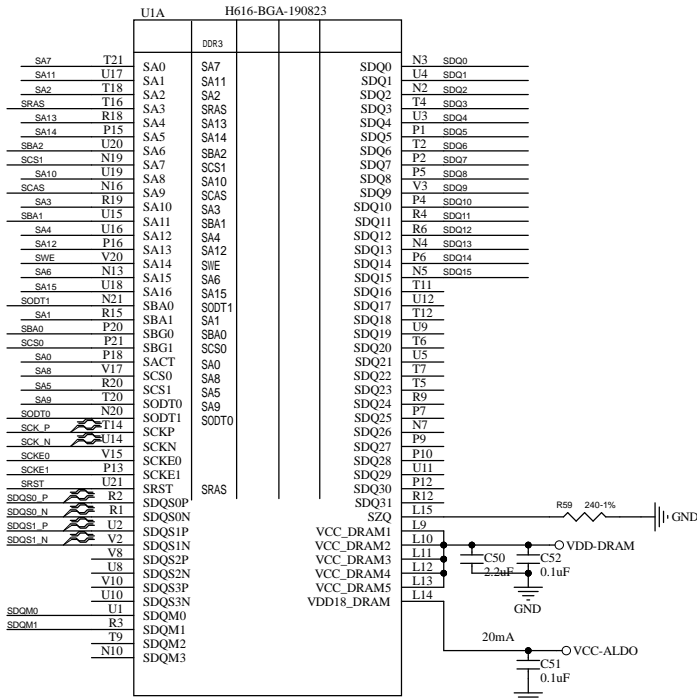 U1A H616-BGA-190823
DDR3
SA7 T21 SA0 SA7 SDQ0 N3 SDQ0
SA11 U17 SA1 SA11 SDQ1 U4 SDQ1
SA2 T18 SA2 SA2 SDQ2 N2 SDQ2
SRAS T16 SA3 SRAS SDQ3 T4 SDQ3
SA13 R18 SA4 SA13 SDQ4 U3 SDQ4
SA14 P15 SA5 SA14 SDQ5 P1 SDQ5
SBA2 U20 SA6 SBA2 SDQ6 T2 SDQ6
SCS1 N19 SA7 SCS1 SDQ7 P2 SDQ7
SA10 U19 SA8 SA10 SDQ8 P5 SDQ8
SCAS N16 SA9 SCAS SDQ9 V3 SDQ9
SA3 R19 SA10 SA3 SDQ10 P4 SDQ10
SBA1 U15 SA11 SBA1 SDQ11 R4 SDQ11
SA4 U16 SA12 SA4 SDQ12 R6 SDQ12
SA12 P16 SA13 SA12 SDQ13 N4 SDQ13
SWE V20 SA14 SWE SDQ14 P6 SDQ14
SA6 N13 SA15 SA6 SDQ15 N5 SDQ15
SA15 U18 SA16 SA15 SDQ16 T11
SODT1 N21 SBA0 SODT1 SDQ17 U12
SA1 R15 SBA1 SA1 SDQ18 T12
SBA0 P20 SBG0 SBA0 SDQ19 U9
SCS0 P21 SBG1 SCS0 SDQ20 T6
SA0 P18 SACT SA0 SDQ21 U5
SA8 V17 SCS0 SA8 SDQ22 T7
SA5 R20 SCS1 SA5 SDQ23 T5
SA9 T20 SODT0 SA9 SDQ24 R9
SODT0 N20 SODT1 SODT0 SDQ25 P7
SCK_P T14 SCKP SDQ26 N7
SCK_N U14 SCKN SDQ27 P9
SCKE0 V15 SCKE0 SDQ28 P10
SCKE1 P13 SCKE1 SDQ29 U11
SRST U21 SRST SRAS SDQ30 P12
SDQS0_P R2 SDQS0P SDQ31 R12
SDQS0_N R1 SDQS0N SZQ L15 R59 240-1% GND
SDQS1_P U2 SDQS1P VCC_DRAM1 L9
SDQS1_N V2 SDQS1N VCC_DRAM2 L10 VDD-DRAM
V8 SDQS2P VCC_DRAM3 L11 C50 C52
U8 SDQS2N VCC_DRAM4 L12 2.2uF 0.1uF
V10 SDQS3P VCC_DRAM5 L13
U10 SDQS3N VDD18_DRAM L14 GND
SDQM0 U1 SDQM0
SDQM1 R3 SDQM1
T9 SDQM2 20mA
N10 SDQM3 VCC-ALDO
C51
0.1uF